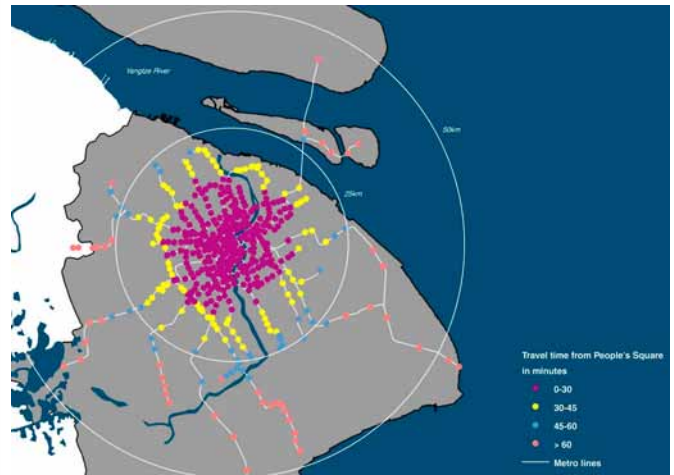 Yangtze River
50km
25km
Travel time from People's Square
in minutes
0-30
30-45
45-60
> 60
Metro lines